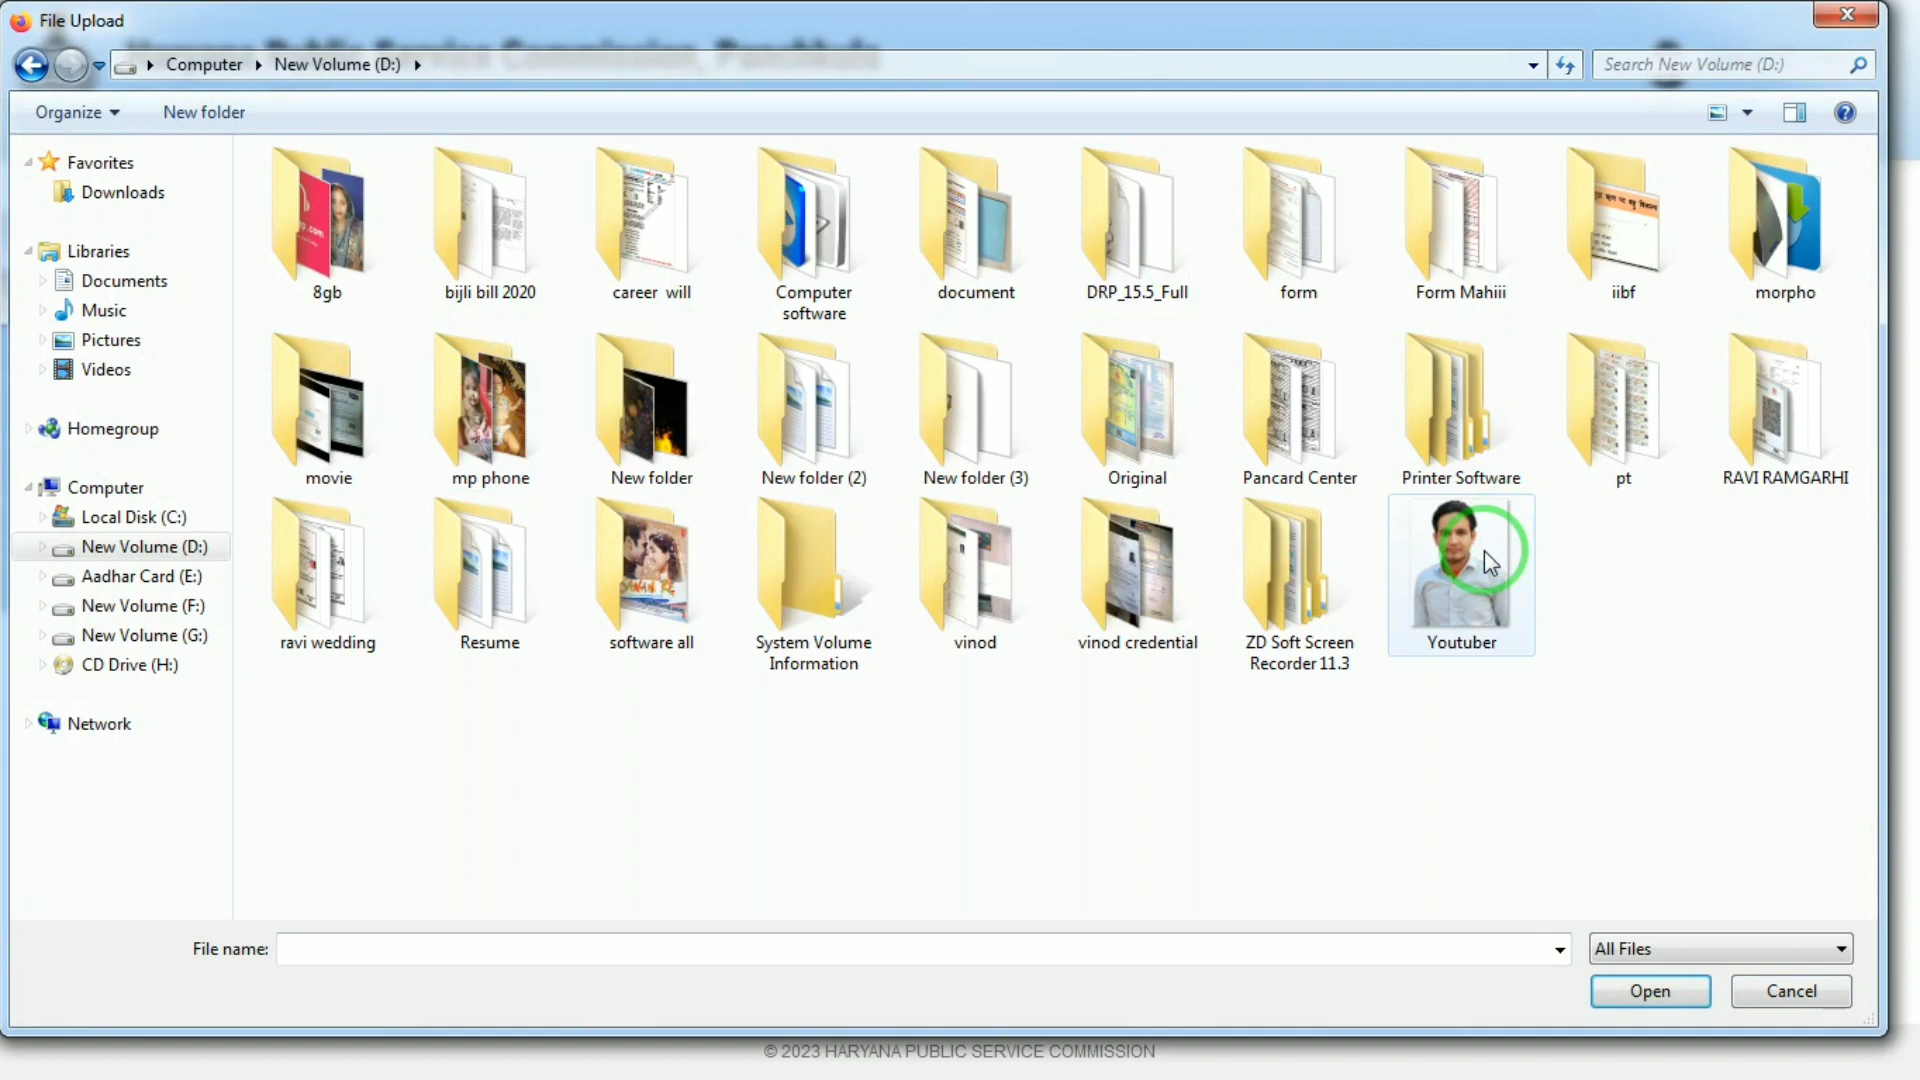 File Upload
Computer
New Volume (D:)
Search New Volume (D:)
Organize
New folder
Favorites
Downloads
Libraries
Documents
Music
Pictures
Videos
Homegroup
Computer
Local Disk (C:)
New Volume (D:)
Aadhar Card (E:)
New Volume (F:)
New Volume (G:)
CD Drive (H:)
Network
8gb
bijli bill 2020
career will
Computer
software
document
DRP_15.5_Full
form
Form Mahiii
iibf
morpho
movie
mp phone
New folder
New folder (2)
New folder (3)
Original
Pancard Center
Printer Software
pt
RAVI RAMGARHI
ravi wedding
Resume
software all
System Volume
Information
vinod
vinod credential
ZD Soft Screen
Recorder 11.3
Youtuber
File name:
All Files
Open
Cancel
© 2023 HARYANA PUBLIC SERVICE COMMISSION